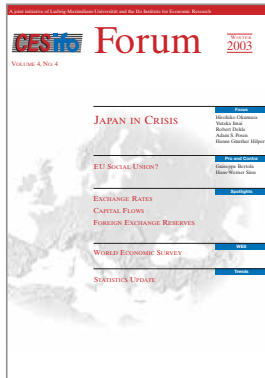 A joint initiative of Ludwig-Maximilians-Universität and the Ifo Institute for Economic Research
CESifo Forum
WINTER
2003
VOLUME 4, NO. 4
Focus
JAPAN IN CRISIS
Hirohiko Okumura
Yutaka Imai
Robert Dekle
Adam S. Posen
Hanns Günther Hilpert
Pro and Contra
EU SOCIAL UNION?
Giuseppe Bertola
Hans-Werner Sinn
Spotlights
EXCHANGE RATES
CAPITAL FLOWS
FOREIGN EXCHANGE RESERVES
WES
WORLD ECONOMIC SURVEY
Trends
STATISTICS UPDATE